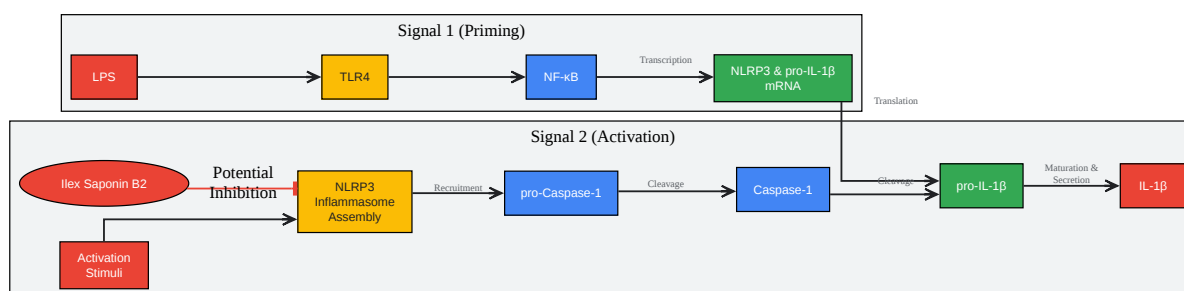 Signal 1 (Priming)
LPS
TLR4
NF-κB
Transcription
NLRP3 & pro-IL-1β
mRNA
Translation
Signal 2 (Activation)
Ilex Saponin B2
Potential
Inhibition
NLRP3
Inflammasome
Assembly
Recruitment
pro-Caspase-1
Cleavage
Caspase-1
Cleavage
pro-IL-1β
Maturation &
Secretion
IL-1β
Activation
Stimuli